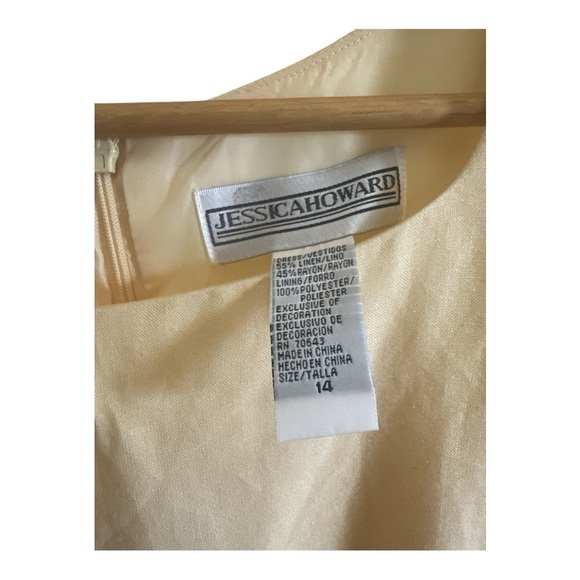 JESSICAHOWARD
DRESS/VESTIDOS
55% LINEN/LINO
45% RAYON/RAYON
LINING/FORRO
100% POLYESTER/
POLIESTER
EXCLUSIVE OF
DECORATION
EXCLUSIVO DE
DECORACION
RN 70643
MADE IN CHINA
HECHO EN CHINA
SIZE/TALLA
14